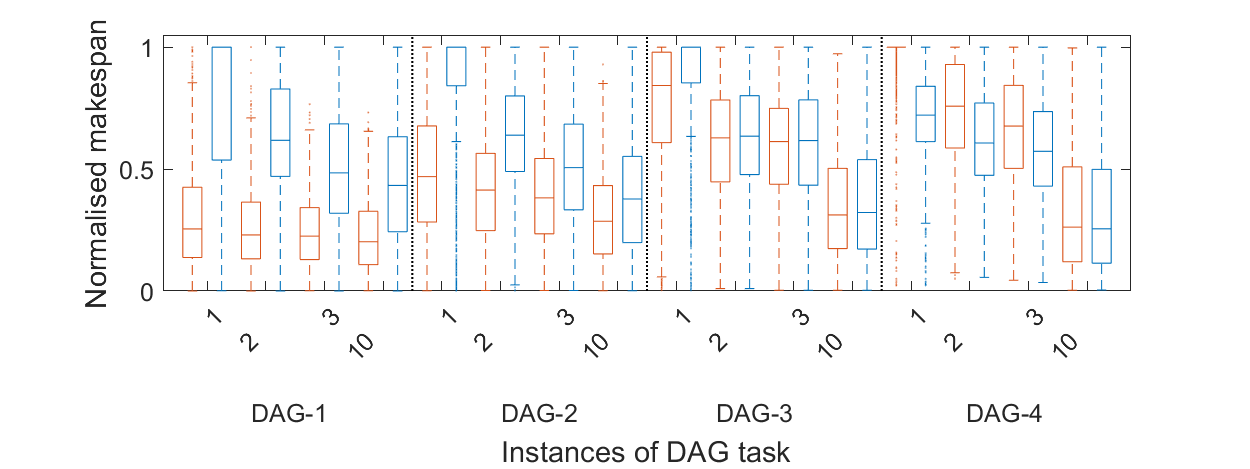 Normalised makespan
1
0.5
0
1 2 3 10 1 2 3 10 1 2 3 10 1 2 3 10
DAG-1 DAG-2 DAG-3 DAG-4
Instances of DAG task